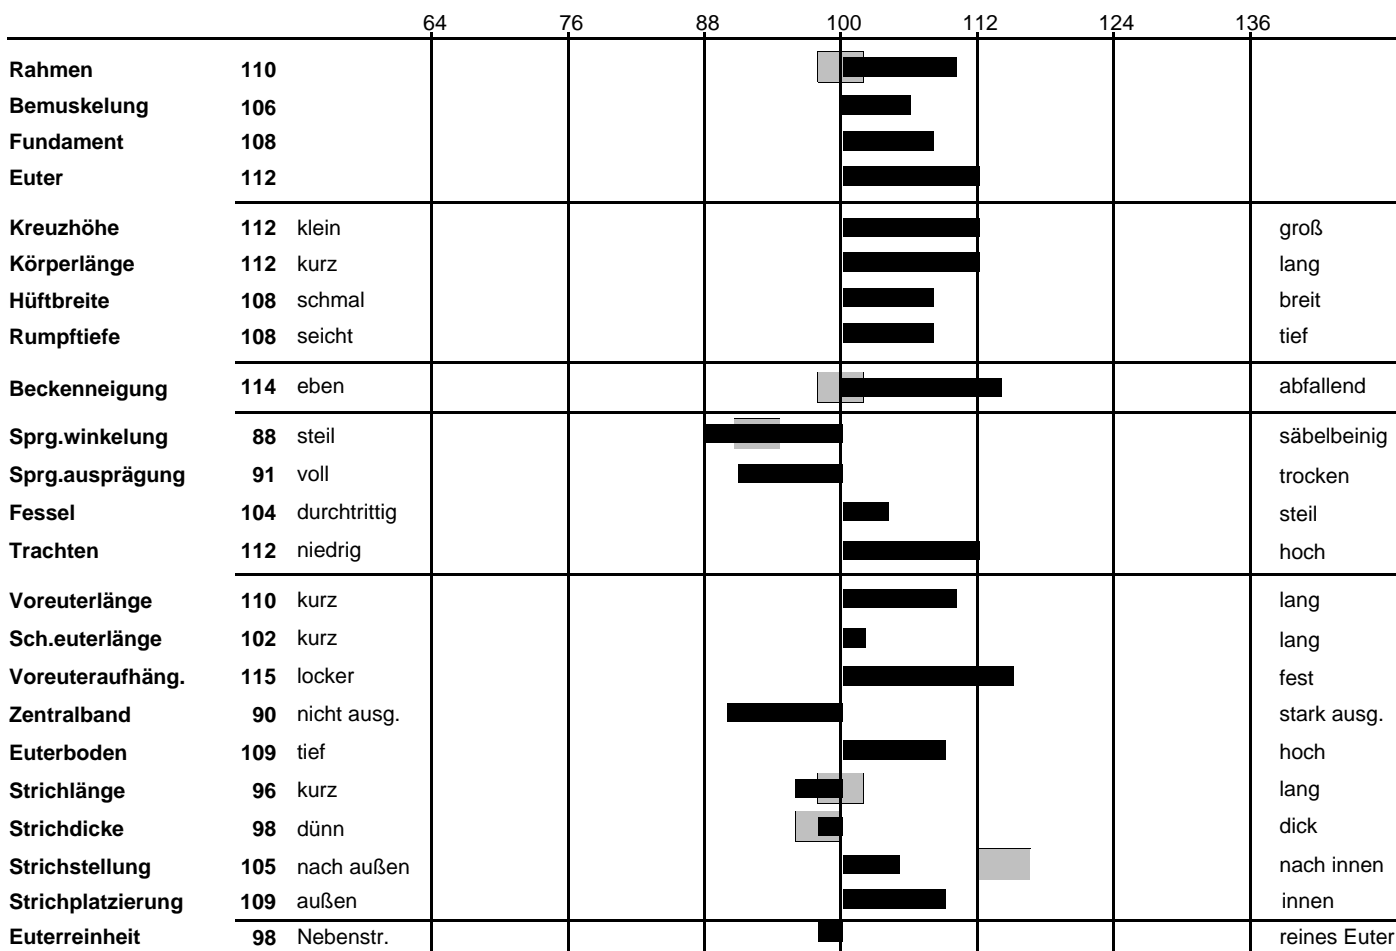 64 76 88 100 112 124 136
Rahmen 110
Bemuskelung 106
Fundament 108
Euter 112
Kreuzhöhe 112 klein groß
Körperlänge 112 kurz lang
Hüftbreite 108 schmal breit
Rumpftiefe 108 seicht tief
Beckenneigung 114 eben abfallend
Sprg.winkelung 88 steil säbelbeinig
Sprg.ausprägung 91 voll trocken
Fessel 104 durchtrittig steil
Trachten 112 niedrig hoch
Voreuterlänge 110 kurz lang
Sch.euterlänge 102 kurz lang
Voreuteraufhäng. 115 locker fest
Zentralband 90 nicht ausg. stark ausg.
Euterboden 109 tief hoch
Strichlänge 96 kurz lang
Strichdicke 98 dünn dick
Strichstellung 105 nach außen nach innen
Strichplatzierung 109 außen innen
Euterreinheit 98 Nebenstr. reines Euter